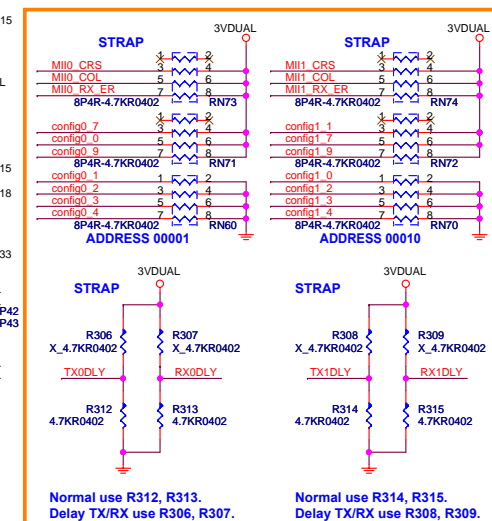 15
L
15
18
33
P42
P43
3VDUAL
STRAP
1 2
MII0_CRS 3 4
MII0_COL 5 6
MII0_RX_ER 7 8
8P4R-4.7KR0402 RN73
1 2
config0_7 3 4
config0_0 5 6
config0_9 7 8
8P4R-4.7KR0402 RN71
config0_1 1 2
config0_2 3 4
config0_3 5 6
config0_4 7 8
8P4R-4.7KR0402 RN60
ADDRESS 00001
3VDUAL
STRAP
1 2
MII1_CRS 3 4
MII1_COL 5 6
MII1_RX_ER 7 8
8P4R-4.7KR0402 RN74
1 2
config1_1 3 4
config1_7 5 6
config1_9 7 8
8P4R-4.7KR0402 RN72
config1_0 1 2
config1_2 3 4
config1_3 5 6
config1_4 7 8
8P4R-4.7KR0402 RN70
ADDRESS 00010
3VDUAL
STRAP
R306 R307
X_4.7KR0402 X_4.7KR0402
TX0DLY RX0DLY
R312 R313
4.7KR0402 4.7KR0402
Normal use R312, R313.
Delay TX/RX use R306, R307.
3VDUAL
STRAP
R308 R309
X_4.7KR0402 X_4.7KR0402
TX1DLY RX1DLY
R314 R315
4.7KR0402 4.7KR0402
Normal use R314, R315.
Delay TX/RX use R308, R309.